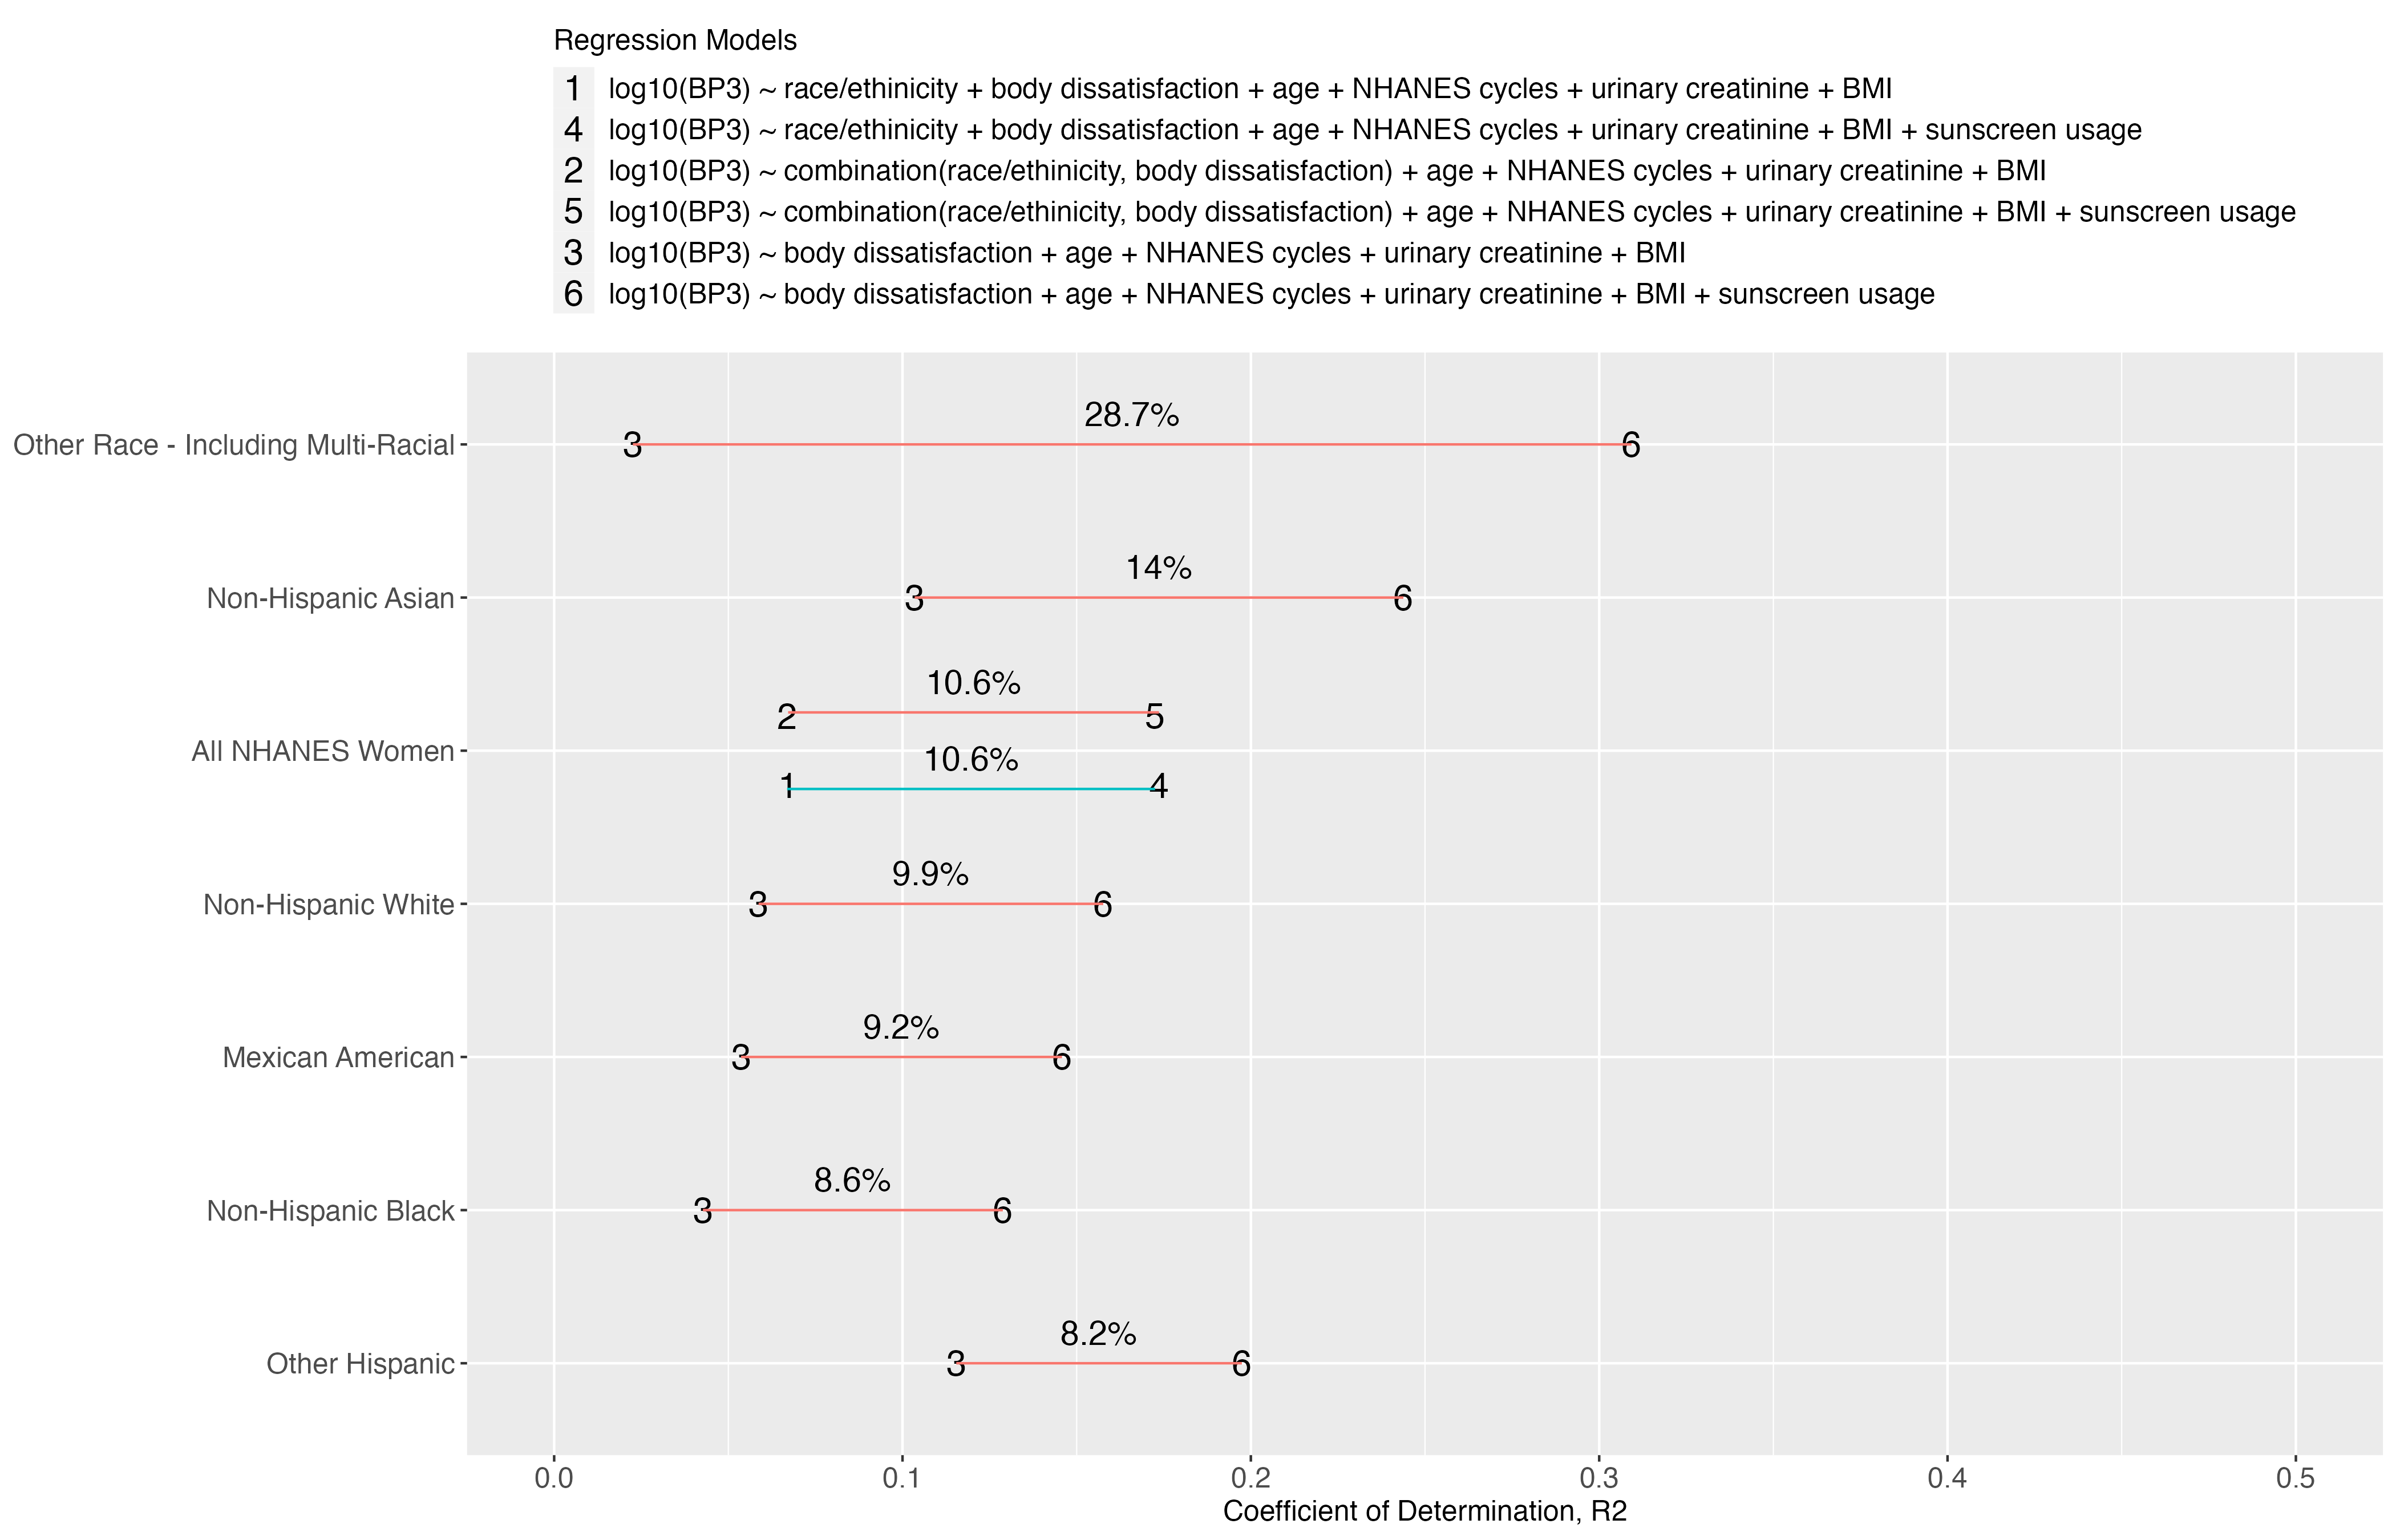 Regression Models
1 log10(BP3) ~ race/ethinicity + body dissatisfaction + age + NHANES cycles + urinary creatinine + BMI
4 log10(BP3) ~ race/ethinicity + body dissatisfaction + age + NHANES cycles + urinary creatinine + BMI + sunscreen usage
2 log10(BP3) ~ combination(race/ethinicity, body dissatisfaction) + age + NHANES cycles + urinary creatinine + BMI
5 log10(BP3) ~ combination(race/ethinicity, body dissatisfaction) + age + NHANES cycles + urinary creatinine + BMI + sunscreen usage
3 log10(BP3) ~ body dissatisfaction + age + NHANES cycles + urinary creatinine + BMI
6 log10(BP3) ~ body dissatisfaction + age + NHANES cycles + urinary creatinine + BMI + sunscreen usage
28.7%
Other Race - Including Multi-Racial 3 6
14%
Non-Hispanic Asian 3 6
10.6%
2 5
All NHANES Women 10.6%
1 4
9.9%
Non-Hispanic White 3 6
9.2%
Mexican American 3 6
8.6%
Non-Hispanic Black 3 6
8.2%
Other Hispanic 3 6
0.0 0.1 0.2 0.3 0.4 0.5
Coefficient of Determination, R2